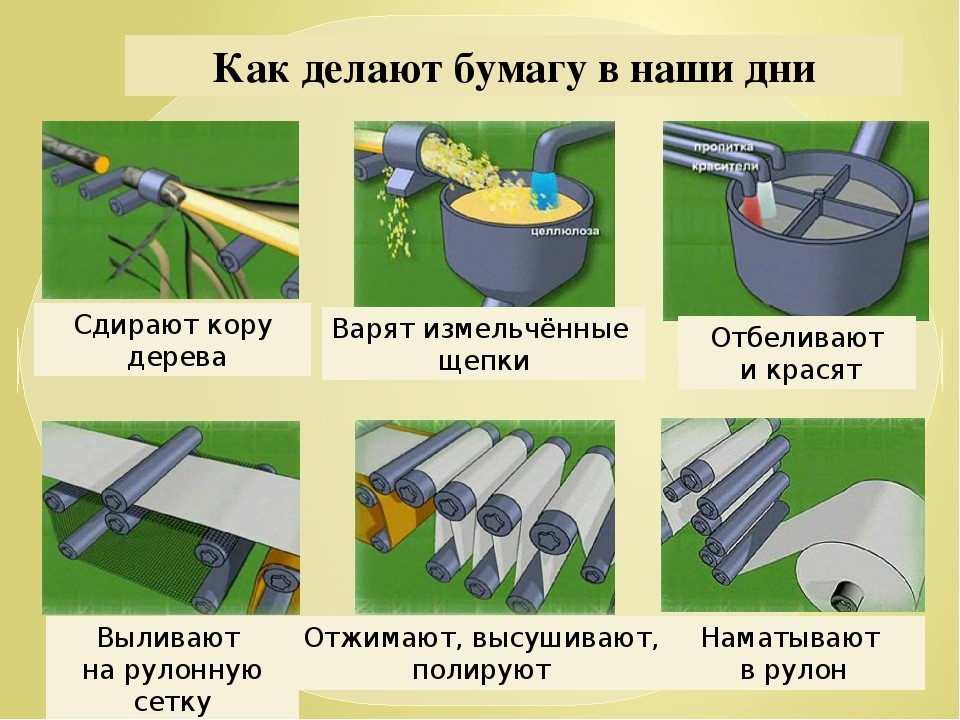 Как делают бумагу в наши дни
целлюлоза
пропитка
красители
Сдирают кору
дерева
Варят измельчённые
щепки
Отбеливают
и красят
Выливают
на рулонную
сетку
Отжимают, высушивают,
полируют
Наматывают
в рулон